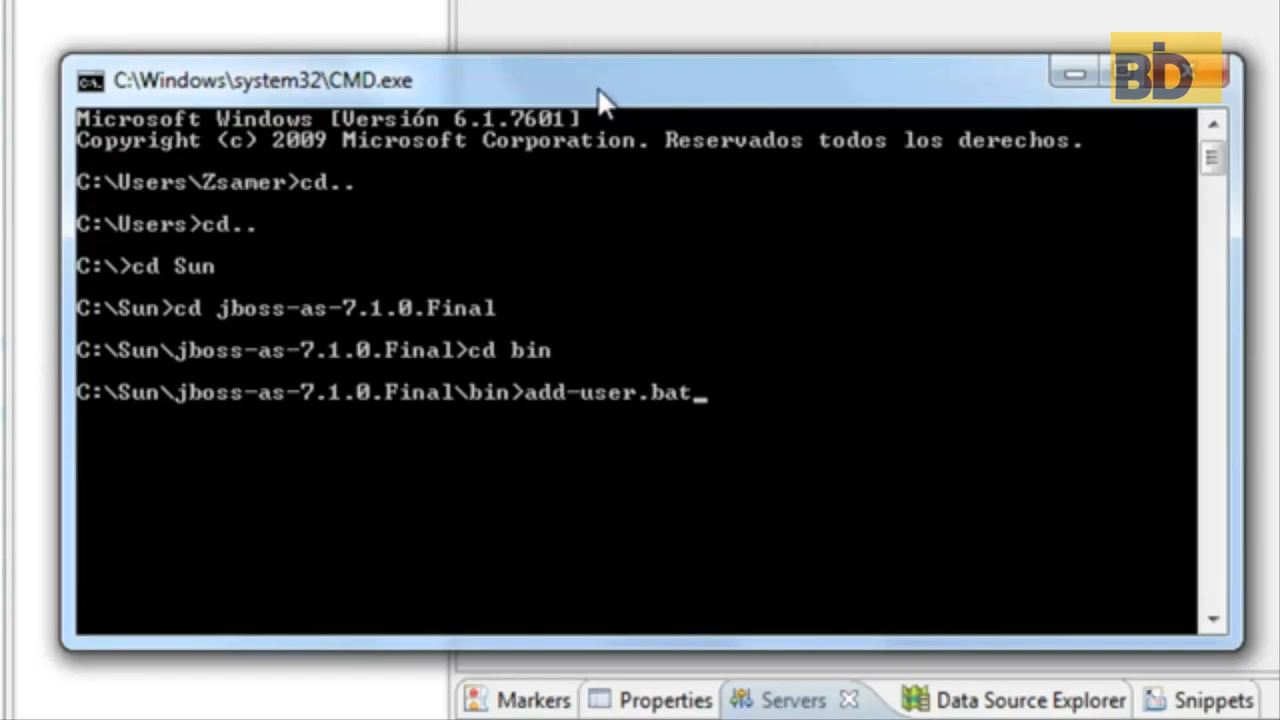 BID
C:\Windows\system32\CMD.exe
Microsoft Windows [Versión 6.1.7601]
Copyright (c) 2009 Microsoft Corporation. Reservados todos los derechos.
C:\Users\Zsamer>cd..
C:\Users>cd..
C:\>cd Sun
C:\Sun>cd jboss-as-7.1.0.Final
C:\Sun\jboss-as-7.1.0.Final>cd bin
C:\Sun\jboss-as-7.1.0.Final\bin>add-user.bat_
Markers Properties Servers Data Source Explorer Snippets